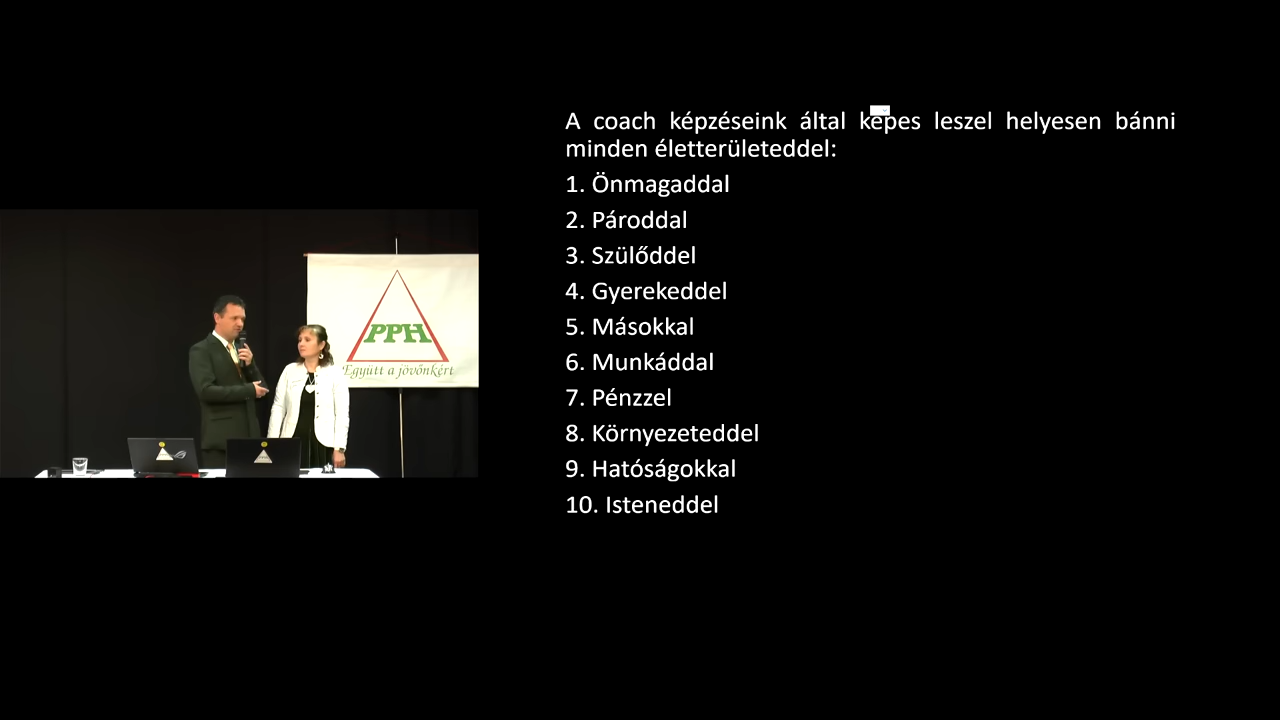 A coach képzéseink által képes leszel helyesen bánni
minden életterületeddel:
1. Önmagaddal
2. Pároddal
3. Szülőddel
4. Gyerekeddel
5. Másokkal
6. Munkáddal
7. Pénzzel
8. Környezeteddel
9. Hatóságokkal
10. Isteneddel
PPH
Együtt a jövőnkért